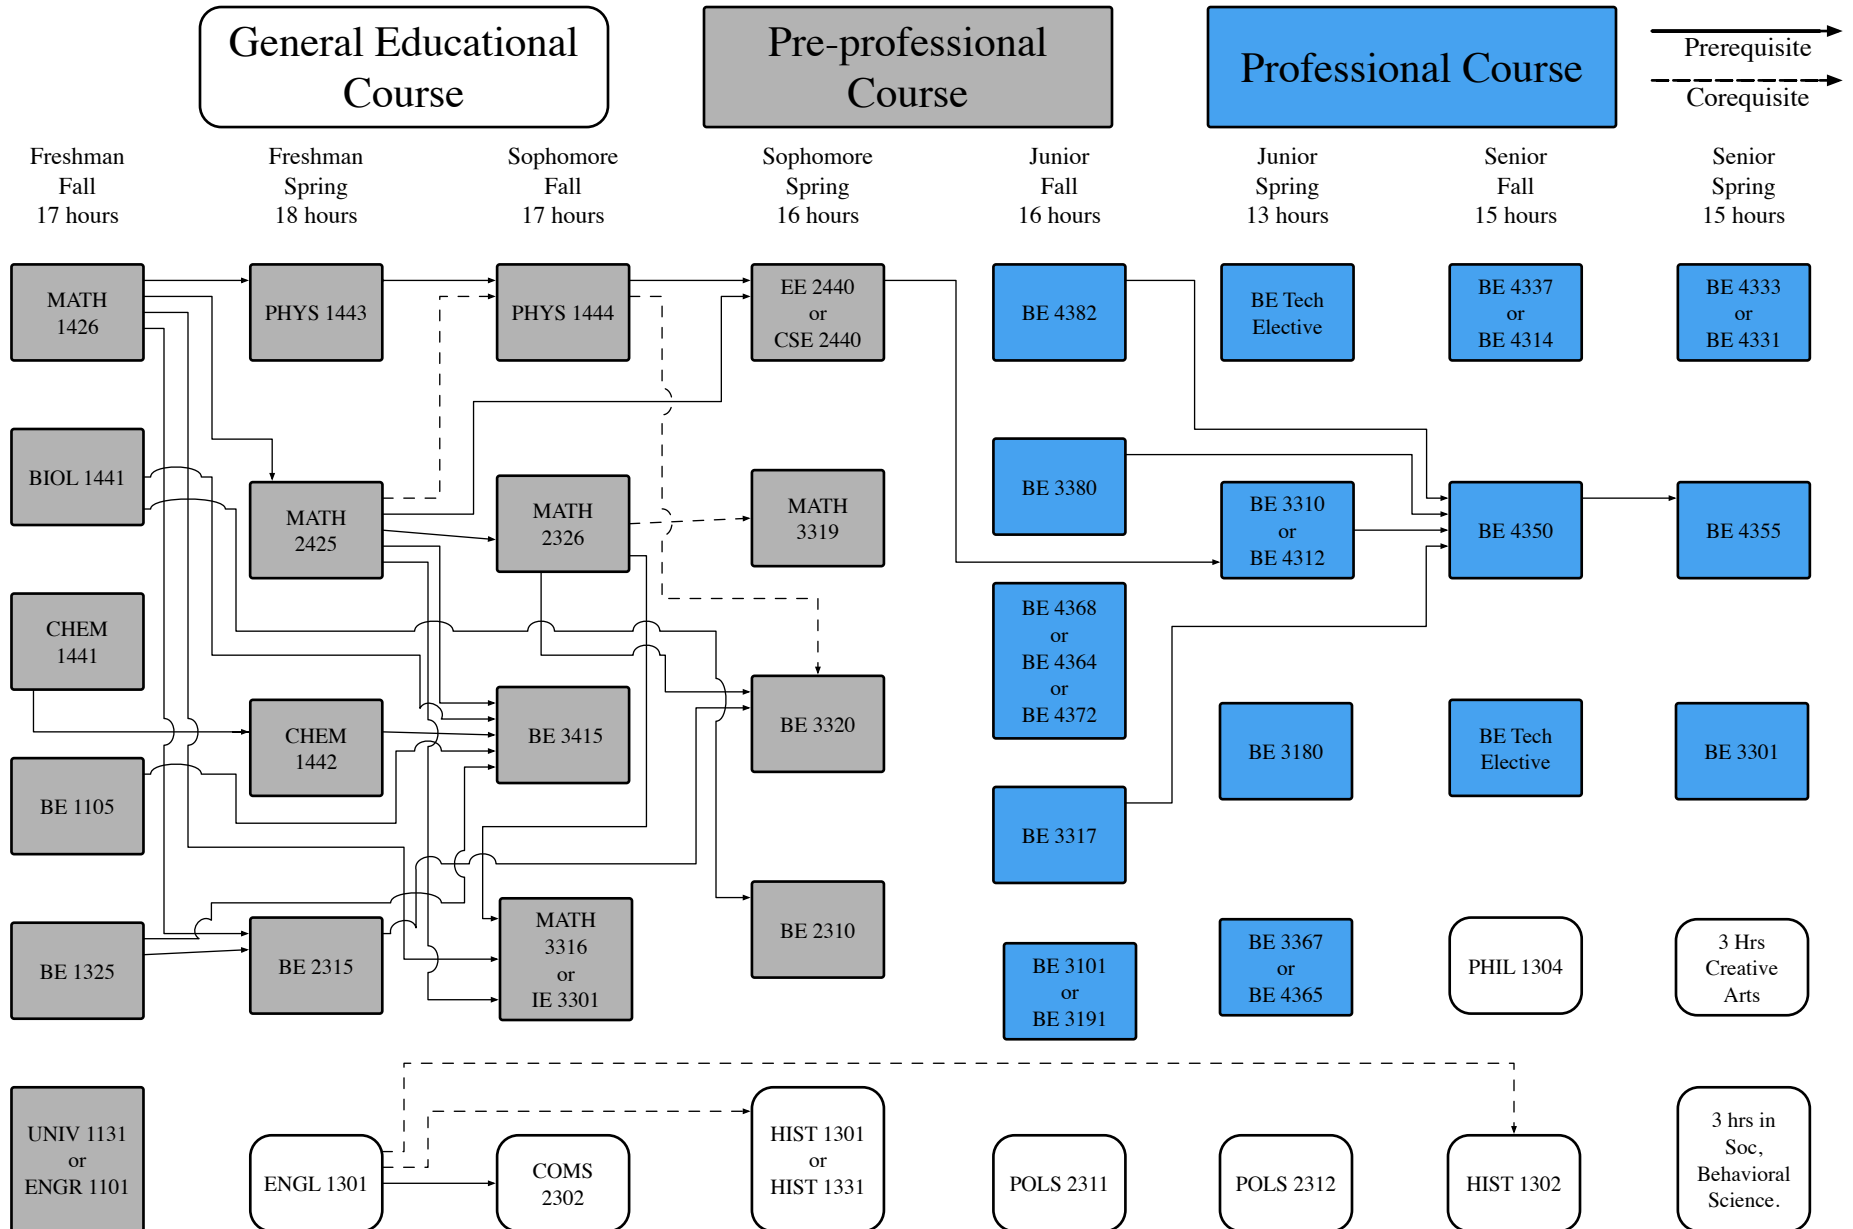 General Educational
Course
Pre-professional
Course
Professional Course
Prerequisite
Corequisite
Freshman
Fall
17 hours
Freshman
Spring
18 hours
Sophomore
Fall
17 hours
Sophomore
Spring
16 hours
Junior
Fall
16 hours
Junior
Spring
13 hours
Senior
Fall
15 hours
Senior
Spring
15 hours
MATH
1426
PHYS 1443
PHYS 1444
EE 2440
or
CSE 2440
BE 4382
BE Tech
Elective
BE 4337
or
BE 4314
BE 4333
or
BE 4331
BIOL 1441
MATH
2425
MATH
2326
MATH
3319
BE 3380
BE 3310
or
BE 4312
BE 4350
BE 4355
CHEM
1441
CHEM
1442
BE 3415
BE 3320
BE 4368
or
BE 4364
or
BE 4372
BE 3180
BE Tech
Elective
BE 3301
BE 1105
BE 3317
BE 1325
BE 2315
MATH
3316
or
IE 3301
BE 2310
BE 3101
or
BE 3191
BE 3367
or
BE 4365
PHIL 1304
3 Hrs
Creative
Arts
UNIV 1131
or
ENGR 1101
ENGL 1301
COMS
2302
HIST 1301
or
HIST 1331
POLS 2311
POLS 2312
HIST 1302
3 hrs in
Soc,
Behavioral
Science.